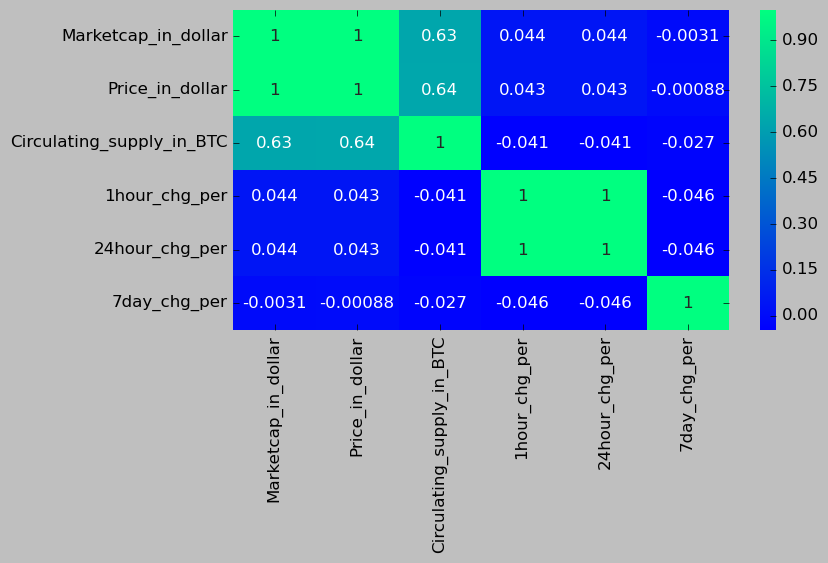 Marketcap_in_dollar 1 1 0.63 0.044 0.044 -0.0031
Price_in_dollar 1 1 0.64 0.043 0.043 -0.00088
Circulating_supply_in_BTC 0.63 0.64 1 -0.041 -0.041 -0.027
1hour_chg_per 0.044 0.043 -0.041 1 1 -0.046
24hour_chg_per 0.044 0.043 -0.041 1 1 -0.046
7day_chg_per -0.0031 -0.00088 -0.027 -0.046 -0.046 1
Marketcap_in_dollar
Price_in_dollar
Circulating_supply_in_BTC
1hour_chg_per
24hour_chg_per
7day_chg_per
0.90
0.75
0.60
0.45
0.30
0.15
0.00